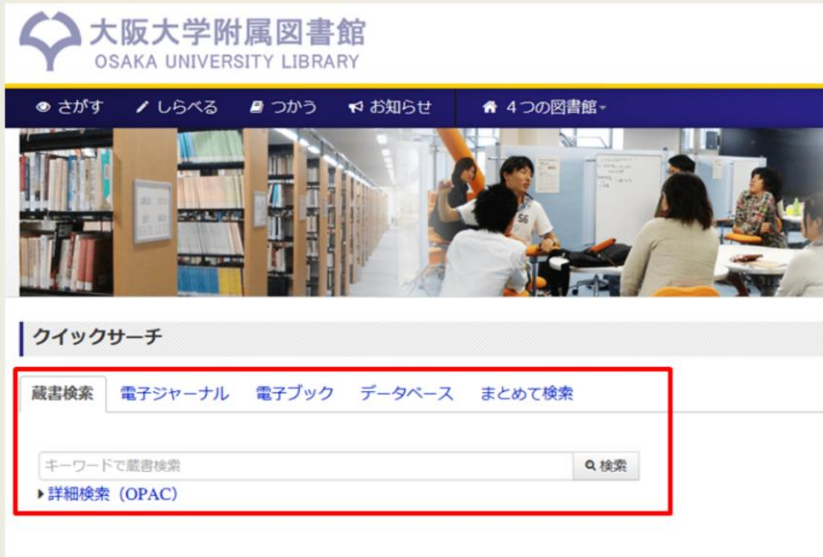 大阪大学附属図書館
OSAKA UNIVERSITY LIBRARY
さがす しらべる つかう お知らせ 4つの図書館
56
クイックサーチ
蔵書検索 電子ジャーナル 電子ブック データベース まとめて検索
キーワードで蔵書検索 検索
詳細検索（OPAC）